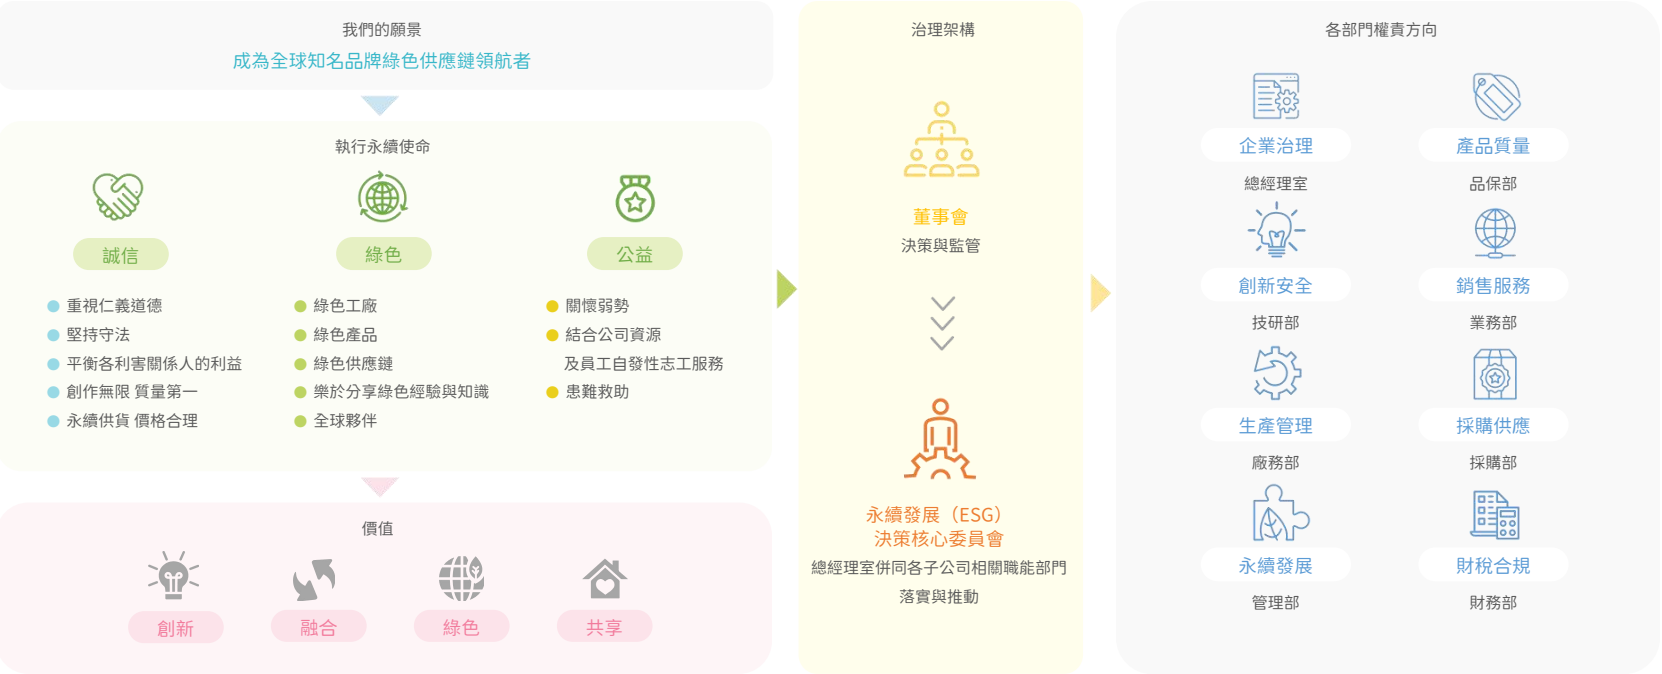 我們的願景
成為全球知名品牌綠色供應鏈領航者
執行永續使命
誠信
重視仁義道德
堅持守法
平衡各利害關係人的利益
創作無限 質量第一
永續供貨 價格合理
綠色
綠色工廠
綠色產品
綠色供應鏈
樂於分享綠色經驗與知識
全球夥伴
公益
關懷弱勢
結合公司資源
及員工自發性志工服務
患難救助
價值
創新
融合
綠色
共享
治理架構
董事會
決策與監管
永續發展（ESG）
決策核心委員會
總經理室併同各子公司相關職能部門
落實與推動
各部門權責方向
企業治理
總經理室
產品質量
品保部
創新安全
技研部
銷售服務
業務部
生產管理
廠務部
採購供應
採購部
永續發展
管理部
財稅合規
財務部